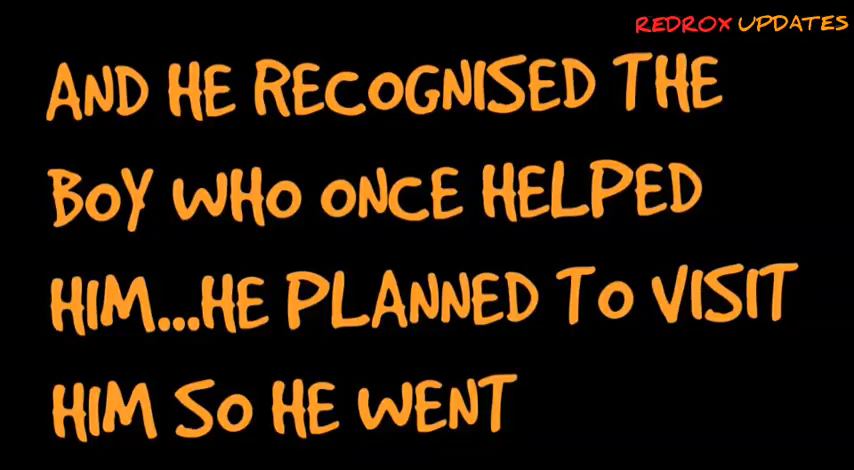 REDROX UPDATES
AND HE RECOGNISED THE
BOY WHO ONCE HELPED
HIM...HE PLANNED TO VISIT
HIM SO HE WENT